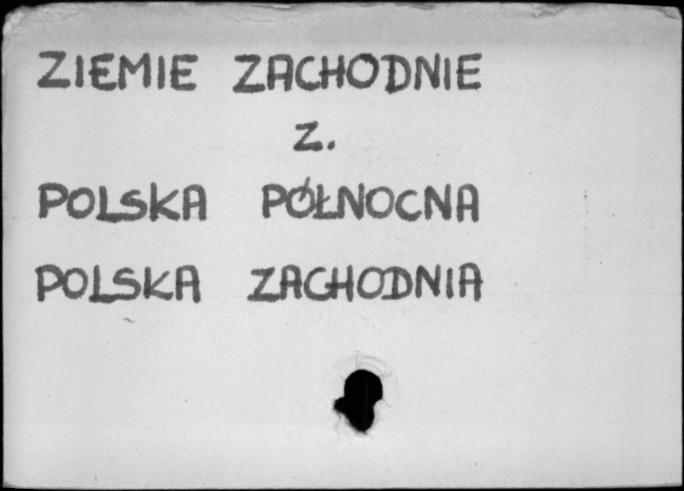 ZIEMIE ZACHODNIE
Z.
POLSKA PÓŁNOCNA
POLSKA ZACHODNIA